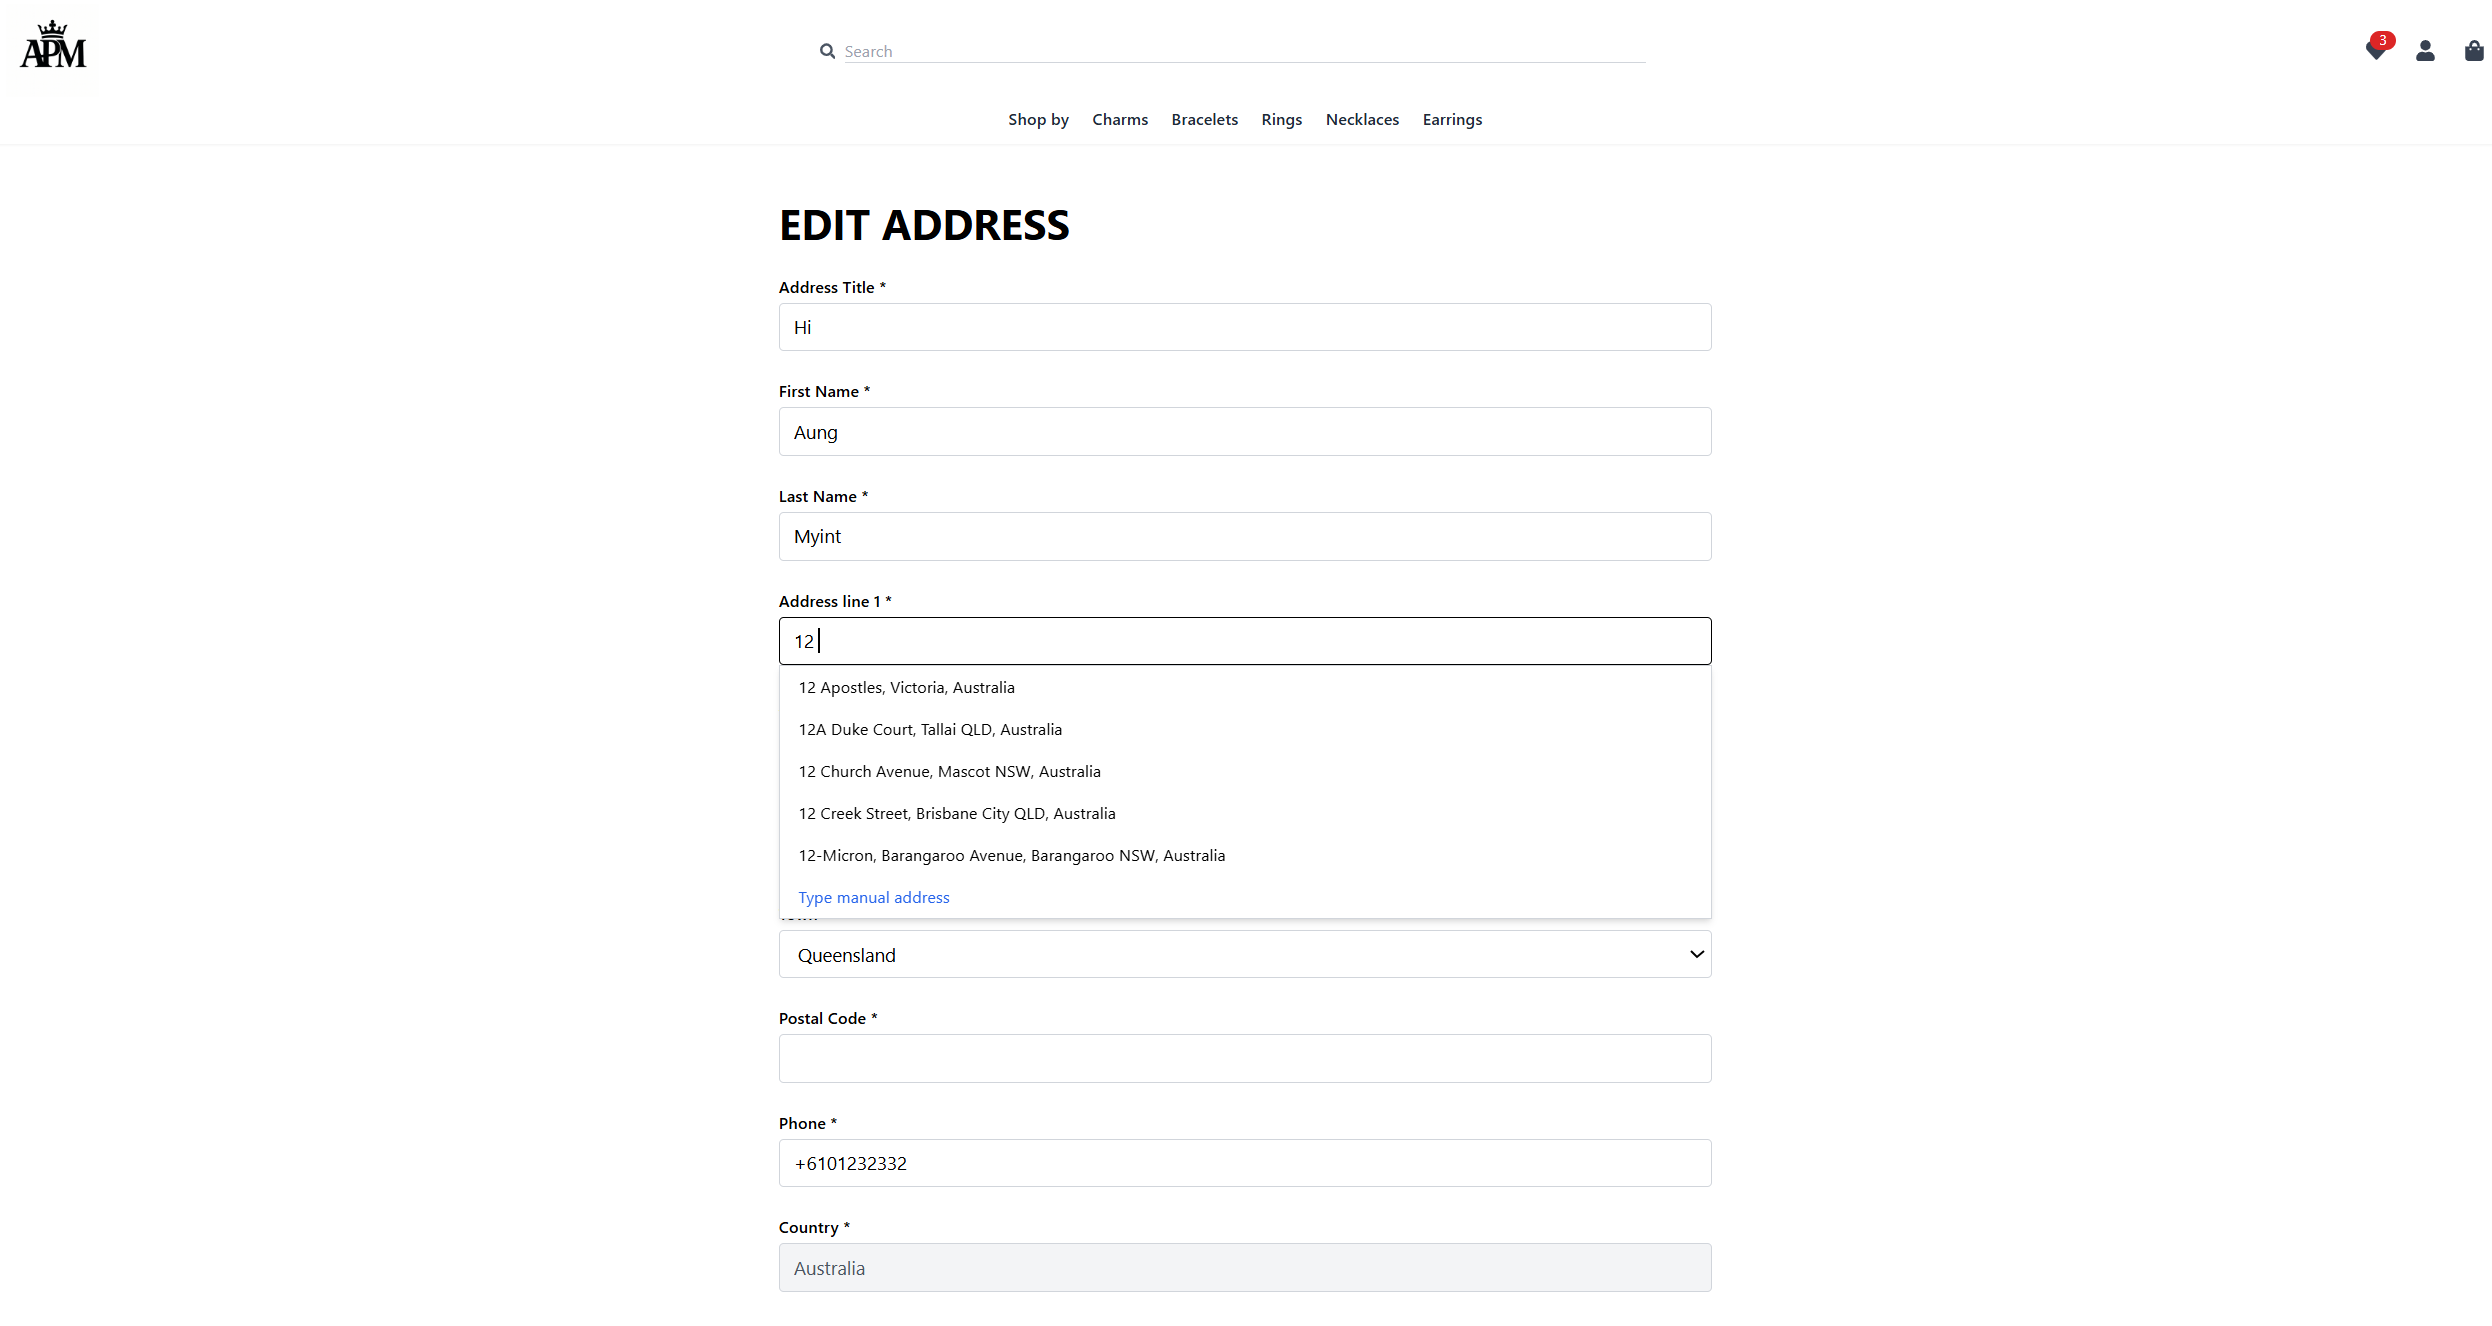 APM
Search
3
Shop by Charms Bracelets Rings Necklaces Earrings
EDIT ADDRESS
Address Title *
Hi
First Name *
Aung
Last Name *
Myint
Address line 1 *
12
12 Apostles, Victoria, Australia
12A Duke Court, Tallai QLD, Australia
12 Church Avenue, Mascot NSW, Australia
12 Creek Street, Brisbane City QLD, Australia
12-Micron, Barangaroo Avenue, Barangaroo NSW, Australia
Type manual address
Queensland
Postal Code *
Phone *
+6101232332
Country *
Australia